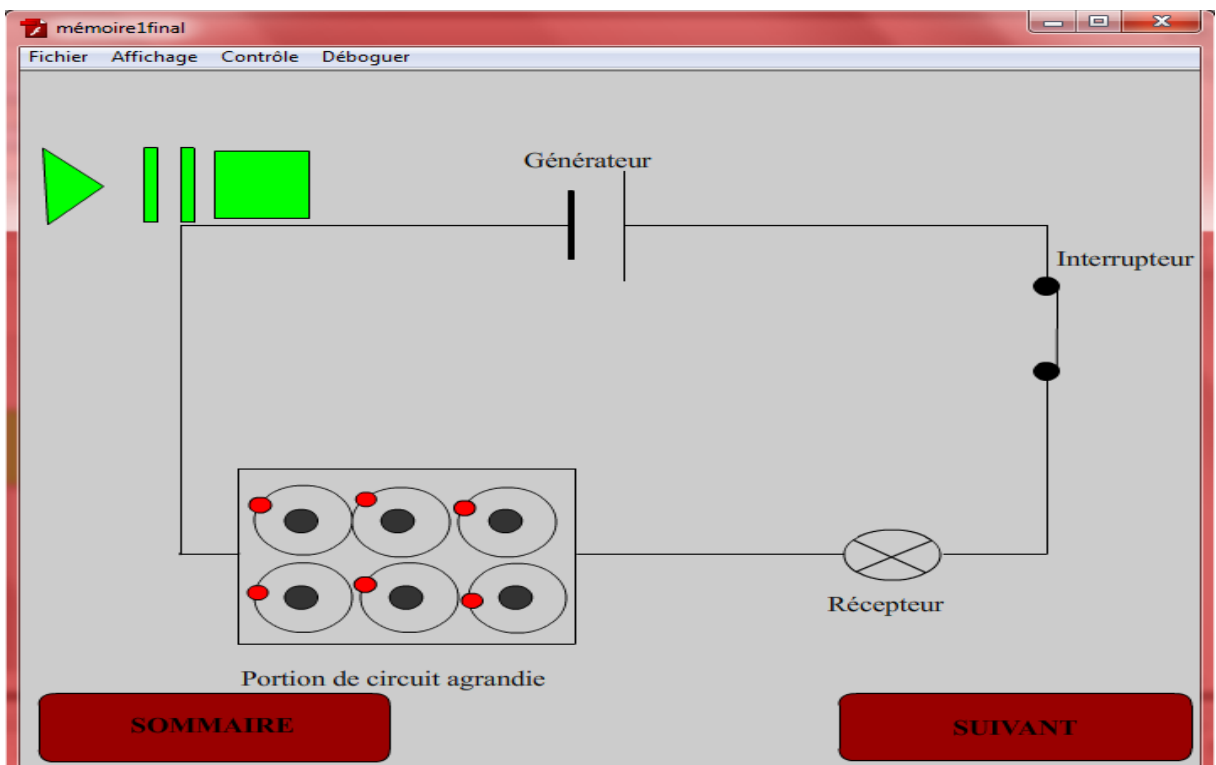 mémoire1final
Fichier Affichage Contrôle Déboguer
Générateur
Interrupteur
Récepteur
Portion de circuit agrandie
SOMMAIRE
SUIVANT